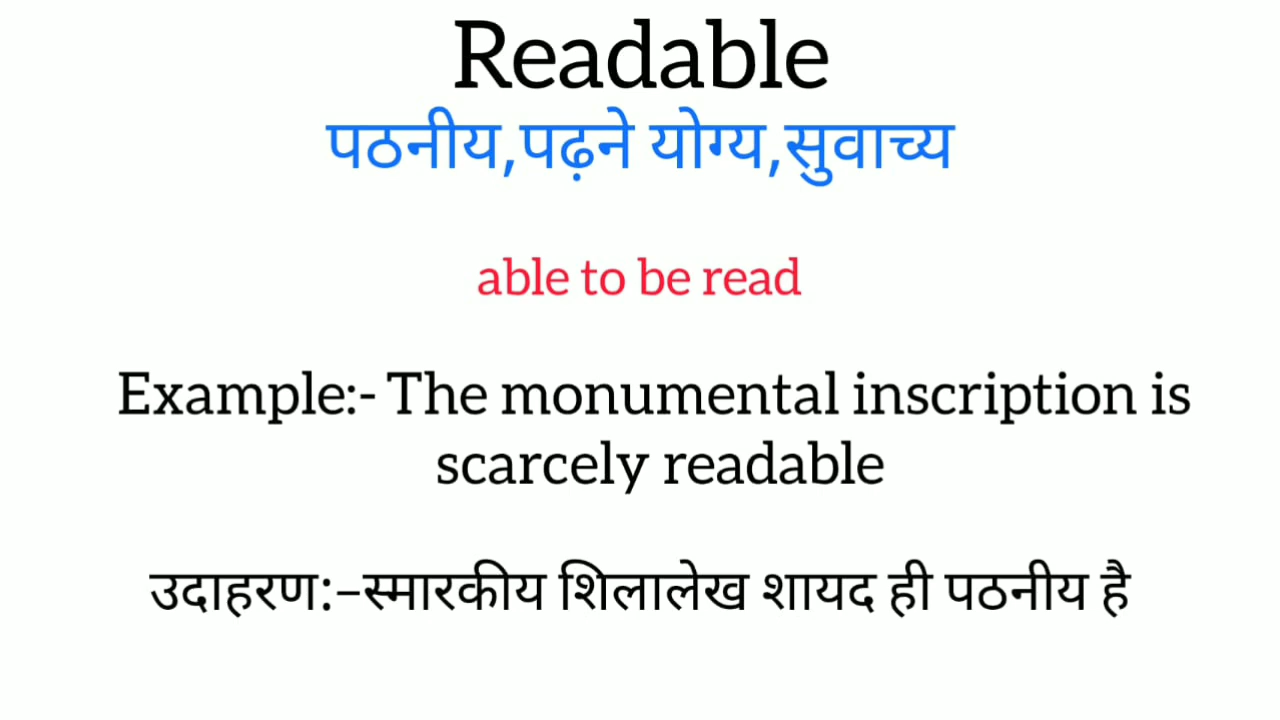 Readable
पठनीय,पढ़ने योग्य,सुवाच्य
able to be read
Example:- The monumental inscription is
scarcely readable
उदाहरण:–स्मारकीय शिलालेख शायद ही पठनीय है